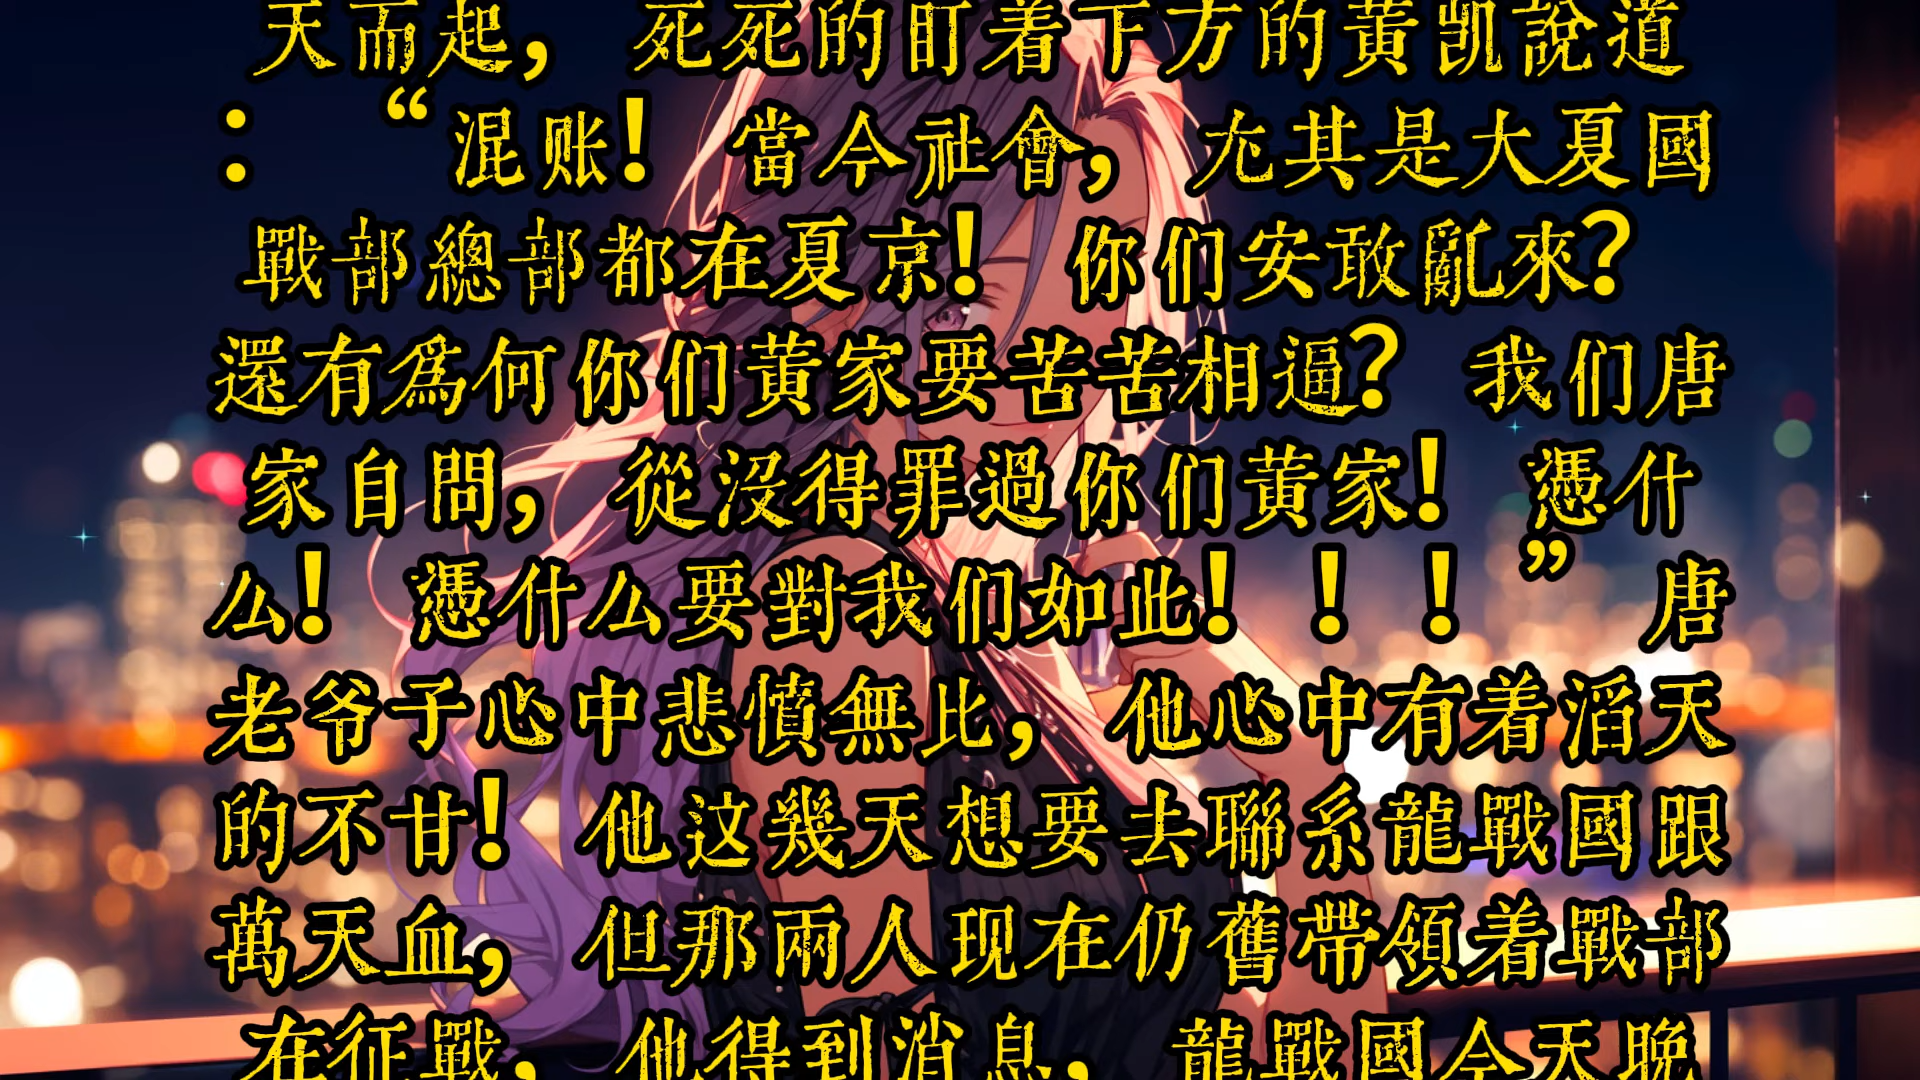 天而起， 死死的盯着下方的黄凯說道
： “混账！ 當今社會， 尤其是大夏國
戰部總部都在夏京！ 你们安敢亂來？
還有爲何你们黄家要苦苦相逼？ 我们唐
家自問， 從没得罪過你们黄家！ 憑什
么！ 憑什么要對我们如此！！！” 唐
老爷子心中悲憤無比， 他心中有着滔天
的不甘！ 他这幾天想要去聯系龍戰國跟
萬天血， 但那兩人现在仍舊帶領着戰部
在征戰， 他得到消息， 龍戰國今天晚